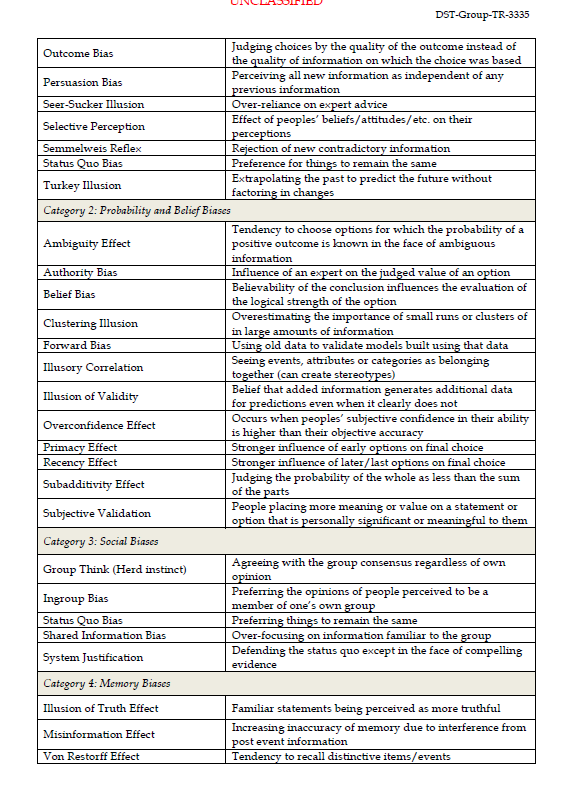 UNCLASSIFIED
DST-Group-TR-3335
Outcome Bias
Judging choices by the quality of the outcome instead of
the quality of information on which the choice was based
Persuasion Bias
Perceiving all new information as independent of any
previous information
Seer-Sucker Illusion
Over-reliance on expert advice
Selective Perception
Effect of peoples' beliefs/attitudes/etc. on their
perceptions
Semmelweis Reflex
Rejection of new contradictory information
Status Quo Bias
Preference for things to remain the same
Turkey Illusion
Extrapolating the past to predict the future without
factoring in changes
Category 2: Probability and Belief Biases
Ambiguity Effect
Tendency to choose options for which the probability of a
positive outcome is known in the face of ambiguous
information
Authority Bias
Influence of an expert on the judged value of an option
Belief Bias
Believability of the conclusion influences the evaluation of
the logical strength of the option
Clustering Illusion
Overestimating the importance of small runs or clusters of
in large amounts of information
Forward Bias
Using old data to validate models built using that data
Illusory Correlation
Seeing events, attributes or categories as belonging
together (can create stereotypes)
Illusion of Validity
Belief that added information generates additional data
for predictions even when it clearly does not
Overconfidence Effect
Occurs when peoples' subjective confidence in their ability
is higher than their objective accuracy
Primacy Effect
Stronger influence of early options on final choice
Recency Effect
Stronger influence of later/last options on final choice
Subadditivity Effect
Judging the probability of the whole as less than the sum
of the parts
Subjective Validation
People placing more meaning or value on a statement or
option that is personally significant or meaningful to them
Category 3: Social Biases
Group Think (Herd instinct)
Agreeing with the group consensus regardless of own
opinion
Ingroup Bias
Preferring the opinions of people perceived to be a
member of one's own group
Status Quo Bias
Preferring things to remain the same
Shared Information Bias
Over-focusing on information familiar to the group
System Justification
Defending the status quo except in the face of compelling
evidence
Category 4: Memory Biases
Illusion of Truth Effect
Familiar statements being perceived as more truthful
Misinformation Effect
Increasing inaccuracy of memory due to interference from
post event information
Von Restorff Effect
Tendency to recall distinctive items/events